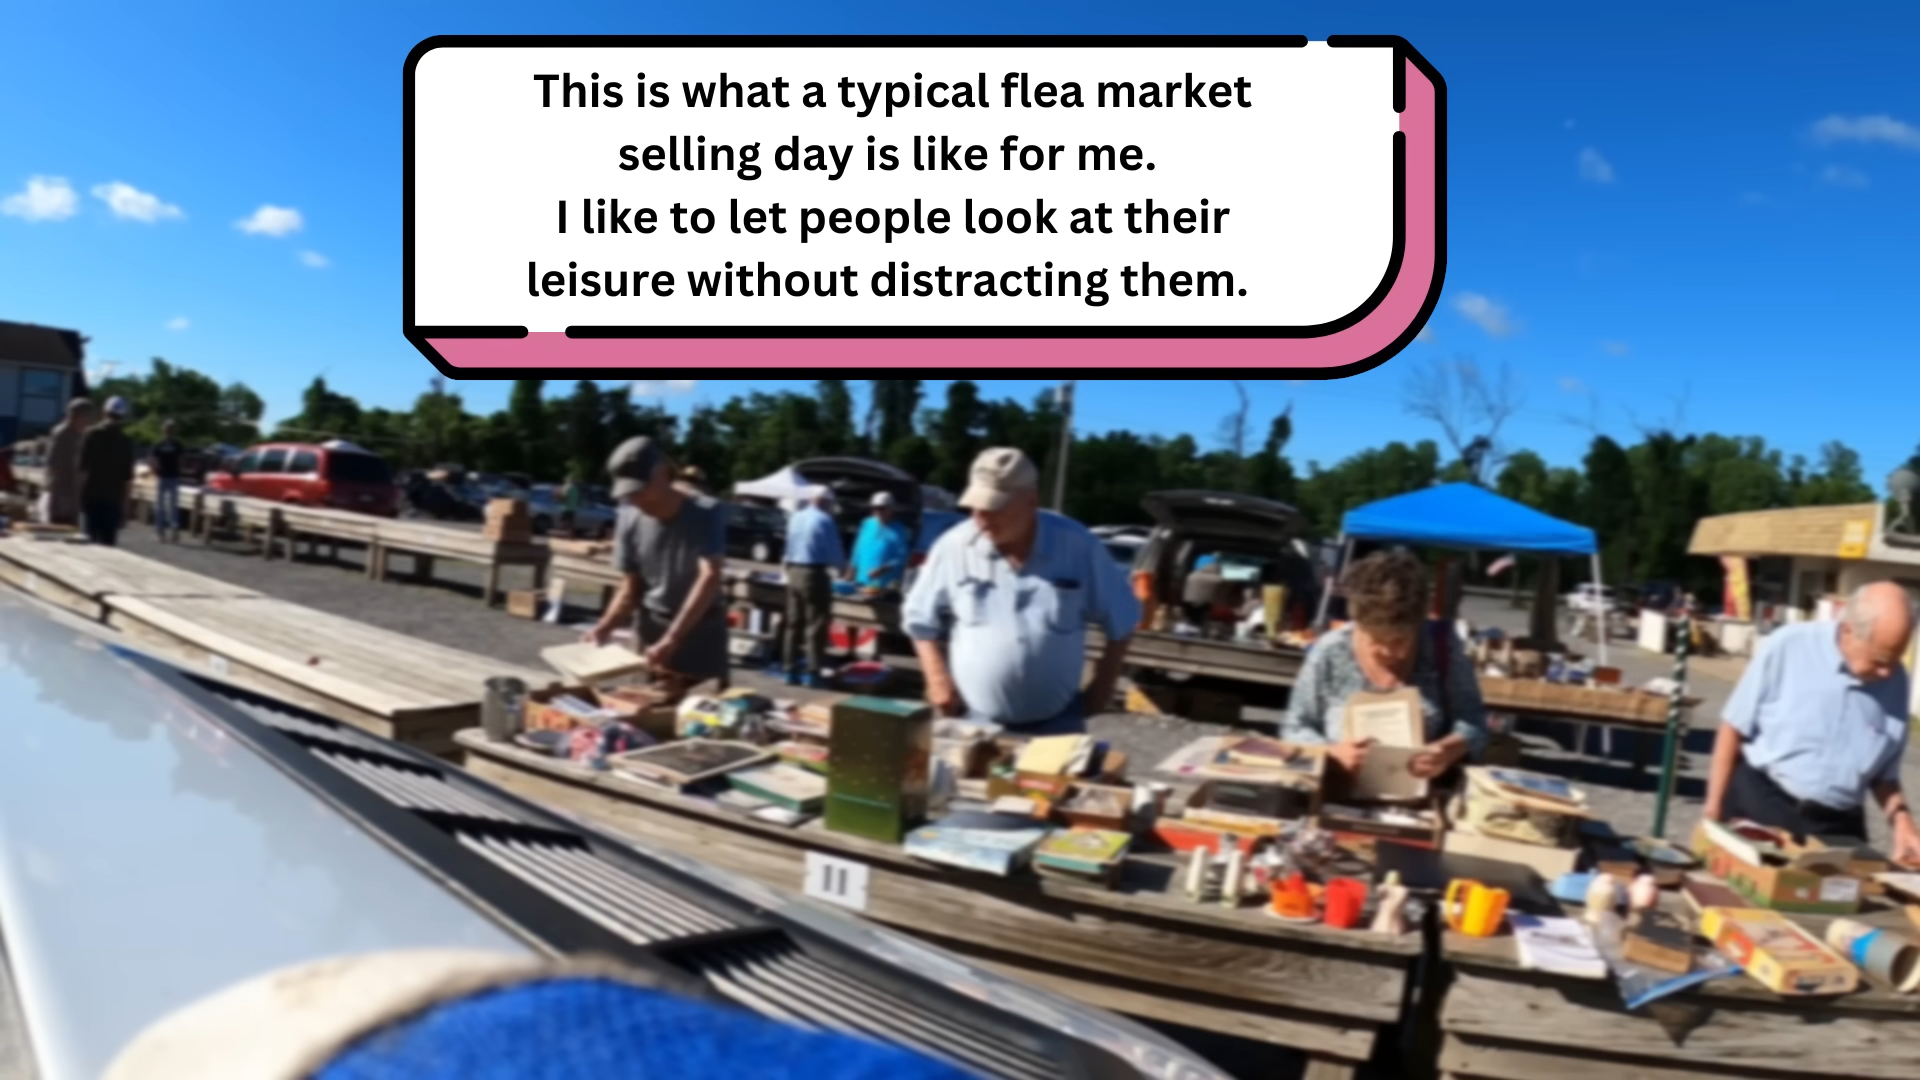 This is what a typical flea market
selling day is like for me.
I like to let people look at their
leisure without distracting them.
11